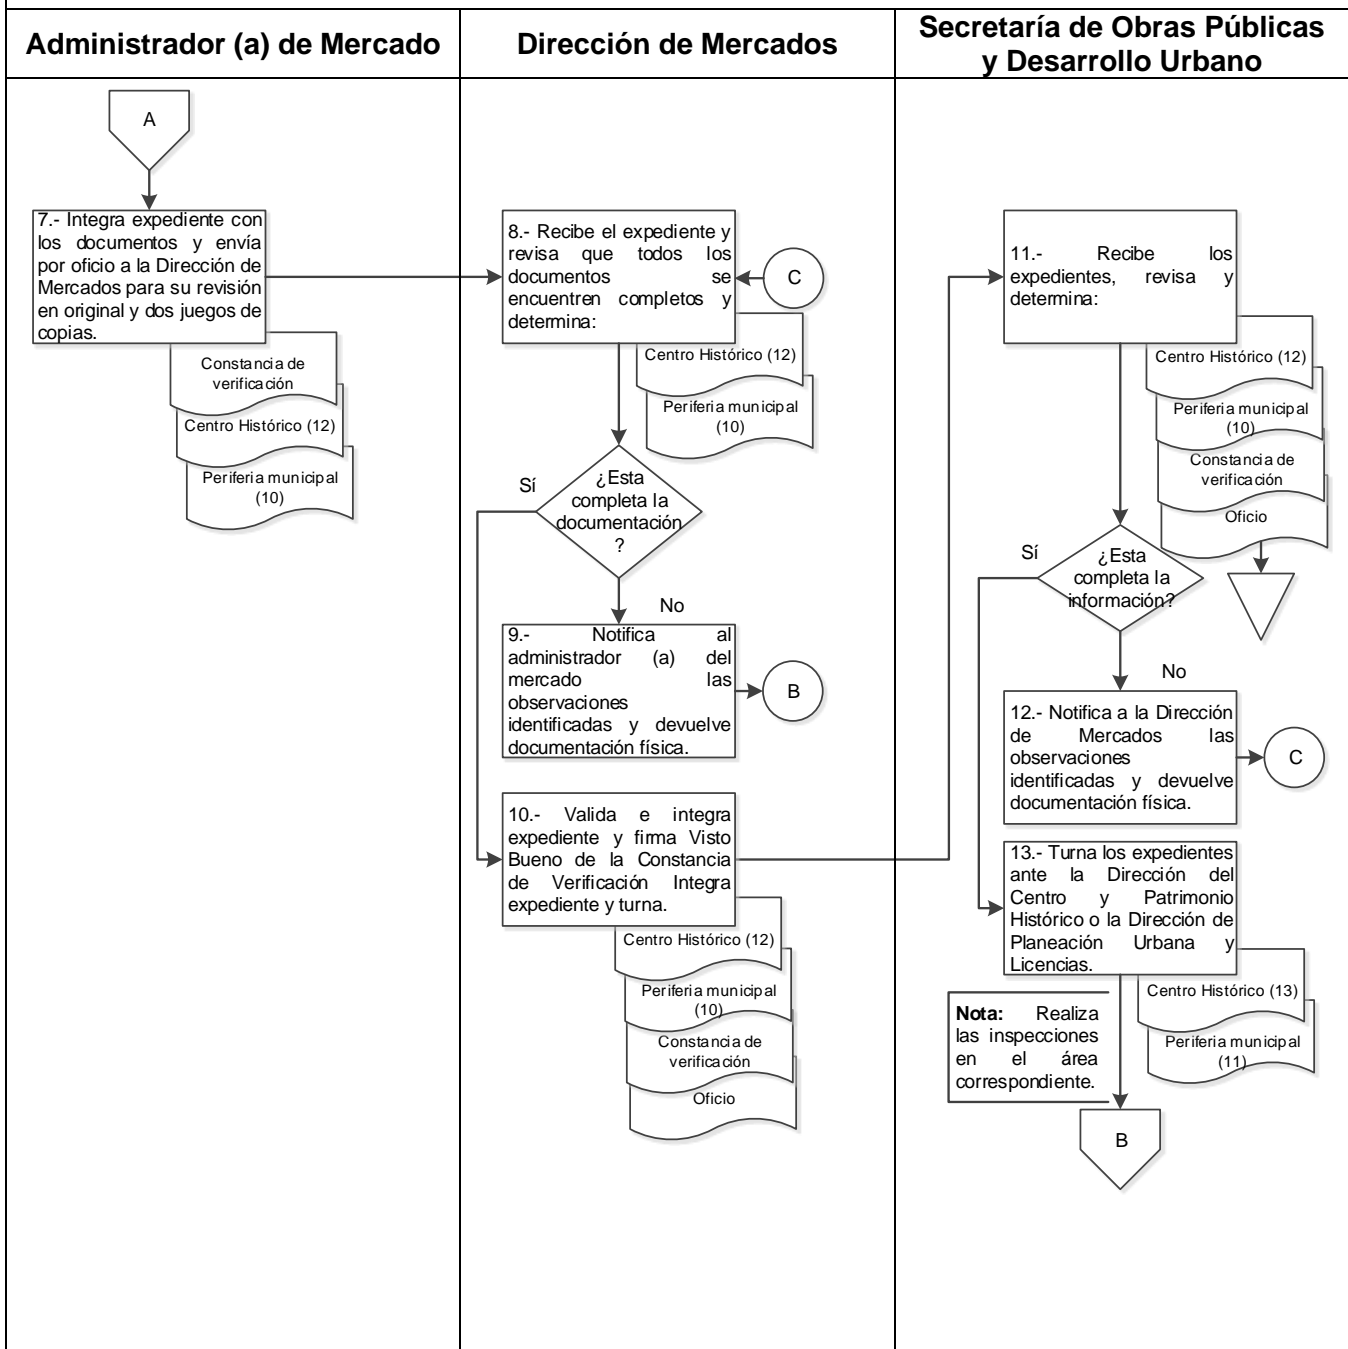 Administrador (a) de Mercado
Dirección de Mercados
Secretaría de Obras Públicas
y Desarrollo Urbano
A
7.- Integra expediente con
los documentos y envía
por oficio a la Dirección de
Mercados para su revisión
en original y dos juegos de
copias.
Constancia de
verificación
Centro Histórico (12)
Periferia municipal
(10)
8.- Recibe el expediente y
revisa que todos los
documentos se
encuentren completos y
determina:
C
Centro Histórico (12)
Periferia municipal
(10)
Sí
¿Esta
completa la
documentación
?
No
9.- Notifica al
administrador (a) del
mercado las
observaciones
identificadas y devuelve
documentación física.
B
10.- Valida e integra
expediente y firma Visto
Bueno de la Constancia
de Verificación Integra
expediente y turna.
Centro Histórico (12)
Periferia municipal
(10)
Constancia de
verificación
Oficio
11.- Recibe los
expedientes, revisa y
determina:
Centro Histórico (12)
Periferia municipal
(10)
Constancia de
verificación
Oficio
Sí
¿Esta
completa la
información?
No
12.- Notifica a la Dirección
de Mercados las
observaciones
identificadas y devuelve
documentación física.
C
13.- Turna los expedientes
ante la Dirección del
Centro y Patrimonio
Histórico o la Dirección de
Planeación Urbana y
Licencias.
Centro Histórico (13)
Periferia municipal
(11)
Nota: Realiza
las inspecciones
en el área
correspondiente.
B